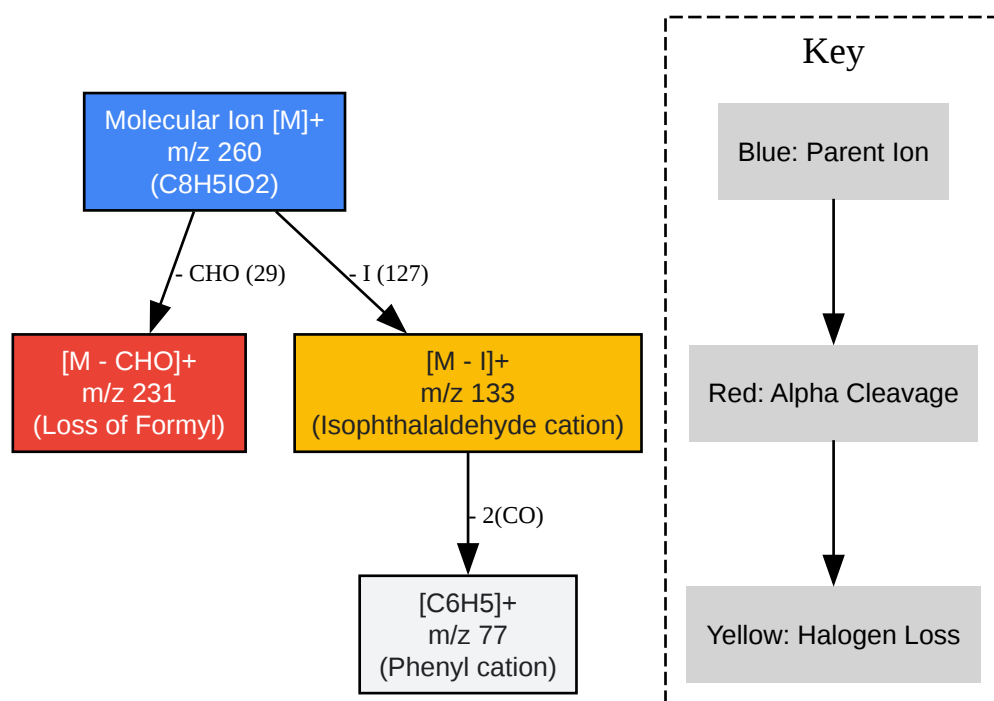 Molecular Ion [M]+
m/z 260
(C8H5IO2)
- CHO (29)
- I (127)
[M - CHO]+
m/z 231
(Loss of Formyl)
[M - I]+
m/z 133
(Isophthalaldehyde cation)
- 2(CO)
[C6H5]+
m/z 77
(Phenyl cation)
Key
Blue: Parent Ion
Red: Alpha Cleavage
Yellow: Halogen Loss